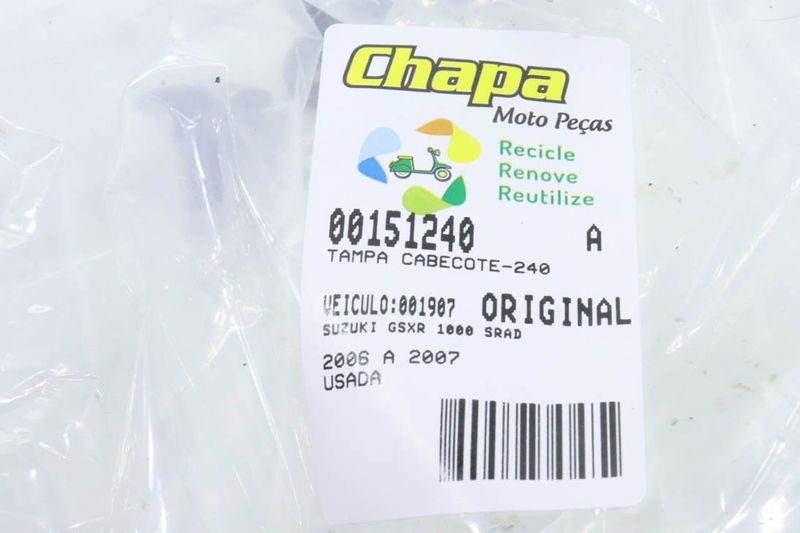 Chapa
Moto Peças
Recicle
Renove
Reutilize
00151240 A
TAMPA CABECOTE-240
VEICULO:001907 ORIGINAL
SUZUKI GSXR 1000 SRAD
2006 A 2007
USADA